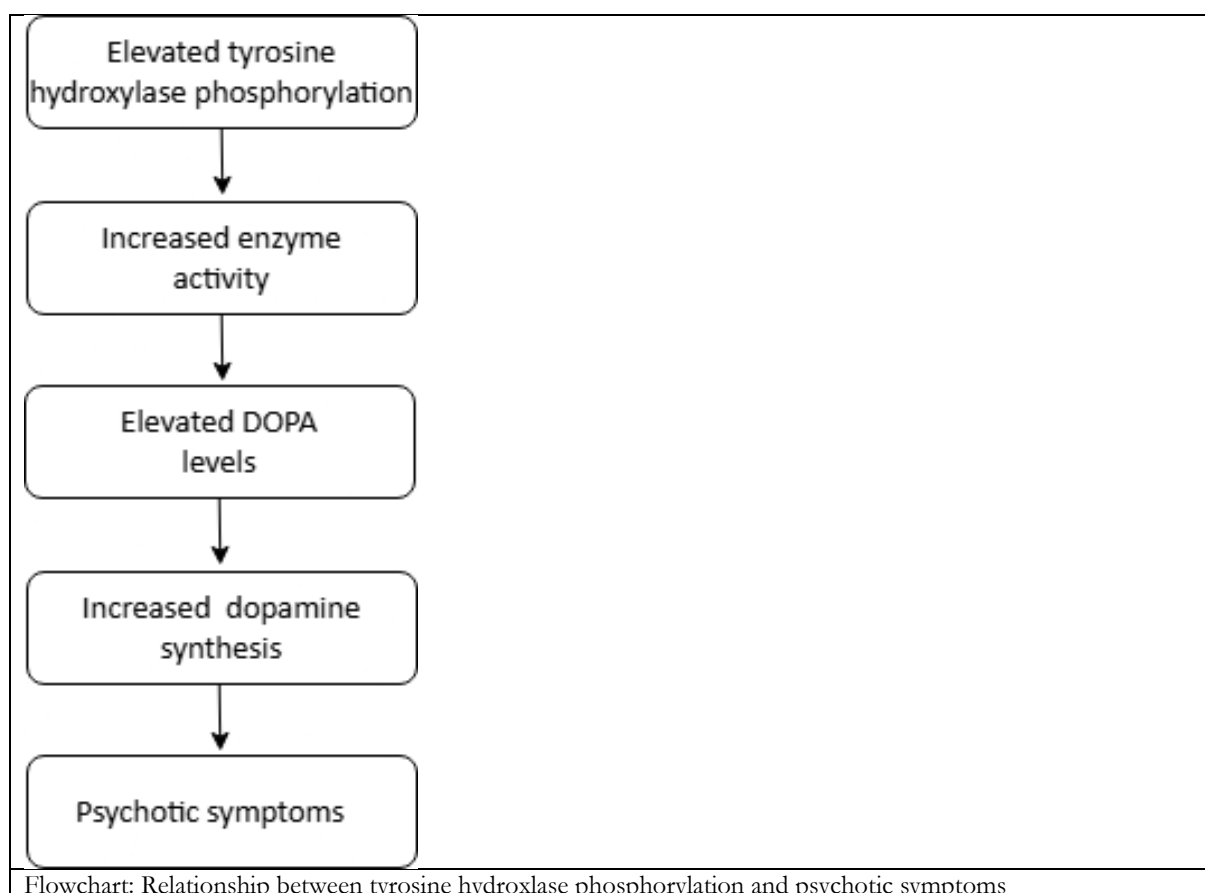 Elevated tyrosine
hydroxylase phosphorylation
Increased enzyme
activity
Elevated DOPA
levels
Increased dopamine
synthesis
Psychotic symptoms
Flowchart: Relationship between tyrosine hydroxlase phosphorylation and psychotic symptoms